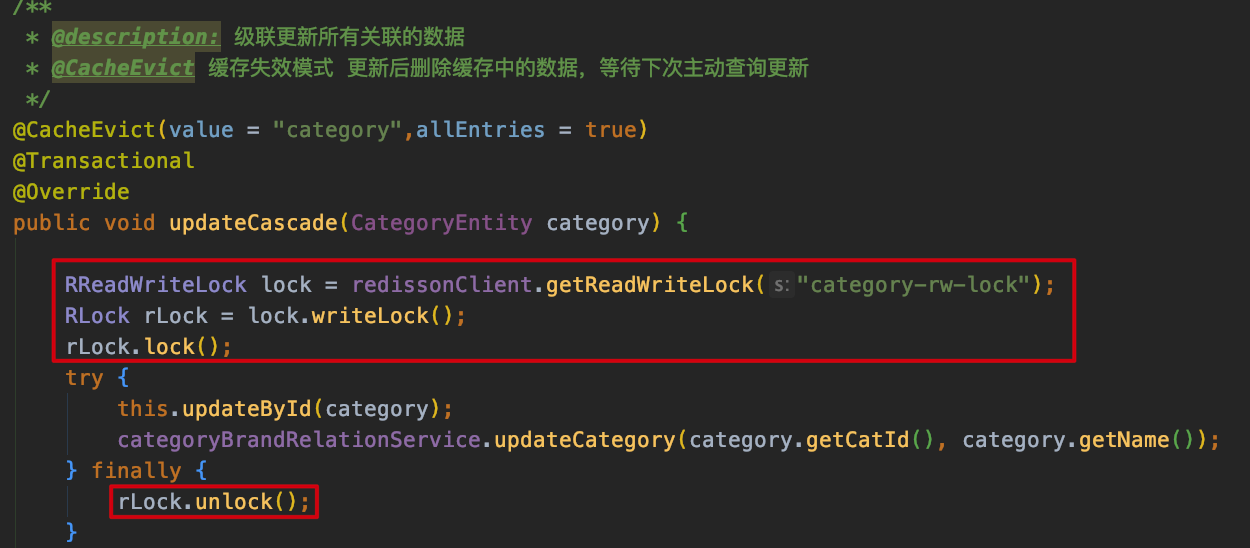 /**
 * @description: 级联更新所有关联的数据
 * @CacheEvict 缓存失效模式 更新后删除缓存中的数据，等待下次主动查询更新
 */
@CacheEvict(value = "category",allEntries = true)
@Transactional
@Override
public void updateCascade(CategoryEntity category) {
    RReadWriteLock lock = redissonClient.getReadWriteLock( s: "category-rw-lock");
    RLock rLock = lock.writeLock();
    rLock.lock();
    try {
        this.updateById(category);
        categoryBrandRelationService.updateCategory(category.getCatId(), category.getName());
    } finally {
        rLock.unlock();
    }